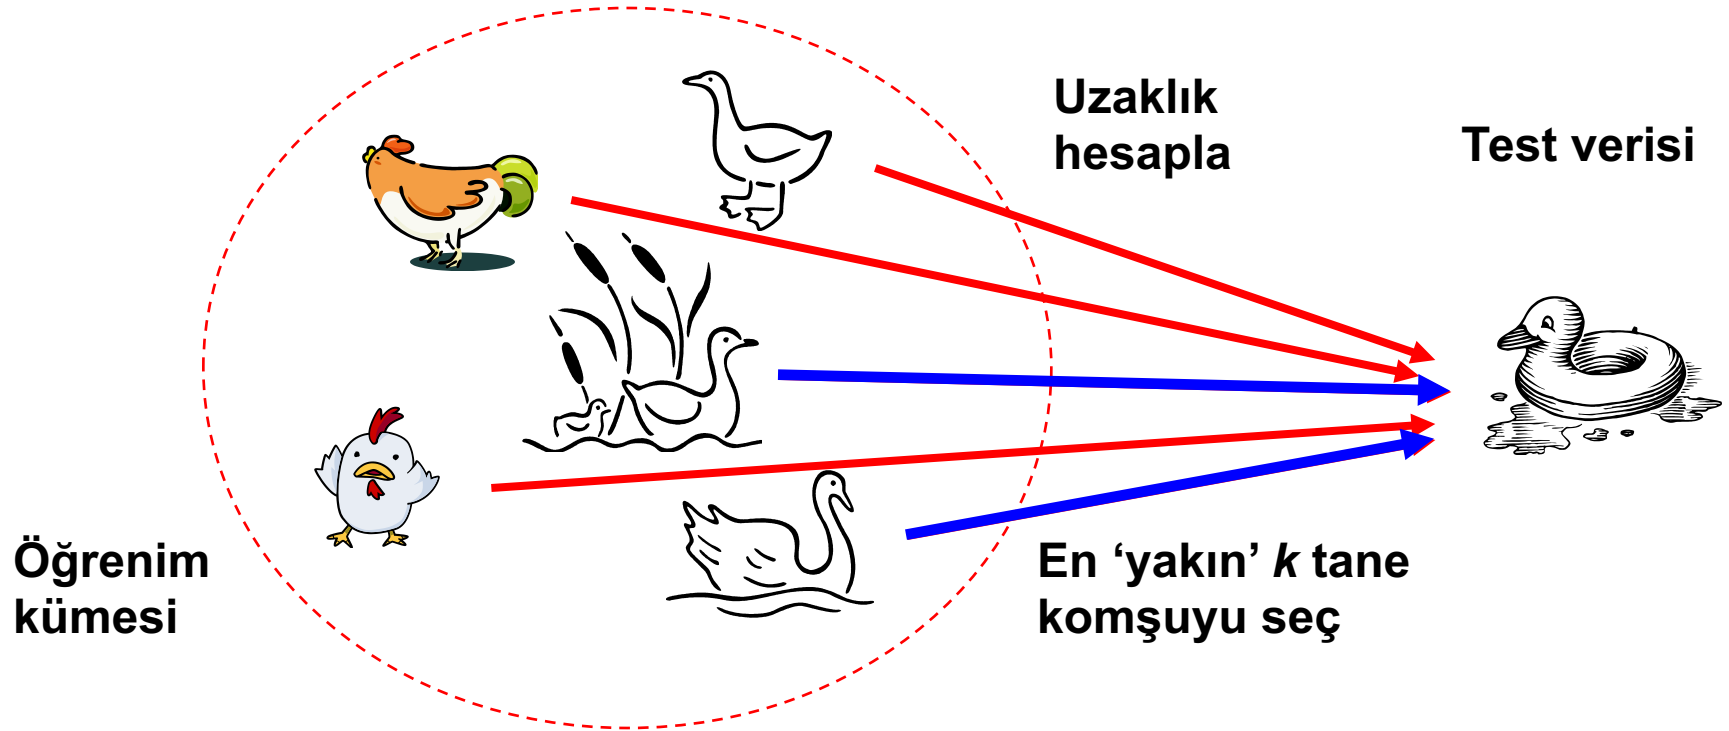 Uzaklık
hesapla
Test verisi
Öğrenim
kümesi
En ‘yakın’ k tane
komşuyu seç